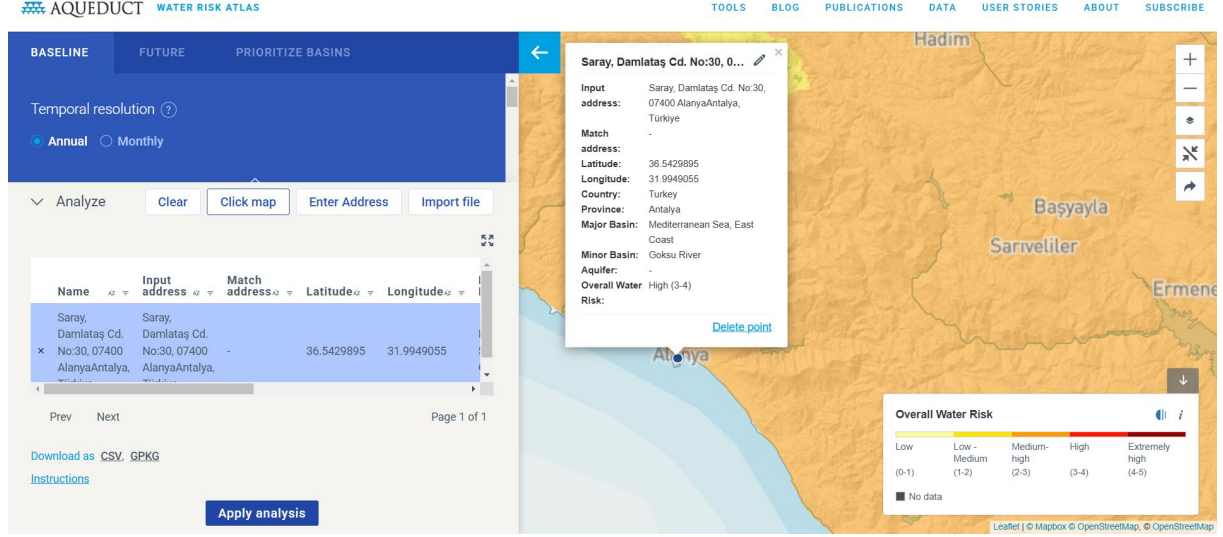 AQUEDUCT WATER RISK ATLAS
TOOLS BLOG PUBLICATIONS DATA USER STORIES ABOUT SUBSCRIBE
BASELINE FUTURE PRIORITIZE BASINS
Temporal resolution ?
Annual Monthly
Analyze Clear Click map Enter Address Import file
Name Input address Match address Latitude Longitude
Saray, Damlataş Cd. No:30, 07400 AlanyaAntalya, Saray, Damlataş Cd. No:30, 07400 AlanyaAntalya, - 36.5429895 31.9949055
Prev Next Page 1 of 1
Download as CSV, GPKG
Instructions
Apply analysis
Saray, Damlataş Cd. No:30, 0... ×
Input address: Saray, Damlataş Cd. No:30, 07400 AlanyaAntalya, Türkiye
Match address: -
Latitude: 36.5429895
Longitude: 31.9949055
Country: Turkey
Province: Antalya
Major Basin: Mediterranean Sea, East Coast
Minor Basin: Goksu River
Aquifer: -
Overall Water Risk: High (3-4)
Delete point
Hadim
Başyayla
Sarıveliler
Ermene
Overall Water Risk i
Low Low - Medium Medium-high High Extremely high
(0-1) (1-2) (2-3) (3-4) (4-5)
No data
Leaflet | © Mapbox © OpenStreetMap, © OpenStreetMap